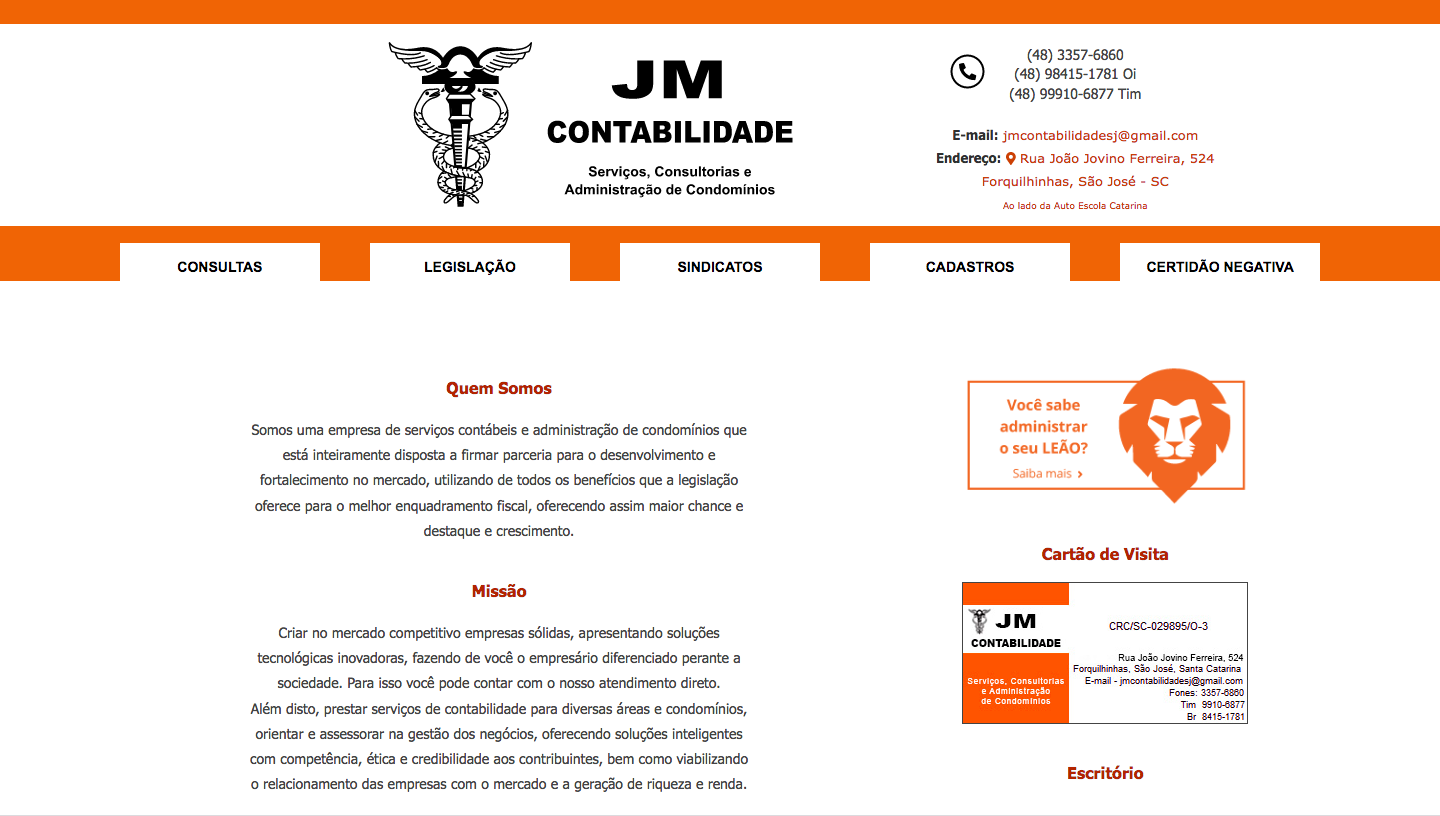 JM
CONTABILIDADE
Serviços, Consultorias e
Administração de Condomínios
(48) 3357-6860
(48) 98415-1781 Oi
(48) 99910-6877 Tim
E-mail: jmcontabilidadesj@gmail.com
Endereço: Rua João Jovino Ferreira, 524
Forquilhinhas, São José - SC
Ao lado da Auto Escola Catarina
CONSULTAS
LEGISLAÇÃO
SINDICATOS
CADASTROS
CERTIDÃO NEGATIVA
Quem Somos
Somos uma empresa de serviços contábeis e administração de condomínios que
está inteiramente disposta a firmar parceria para o desenvolvimento e
fortalecimento no mercado, utilizando de todos os benefícios que a legislação
oferece para o melhor enquadramento fiscal, oferecendo assim maior chance e
destaque e crescimento.
Missão
Criar no mercado competitivo empresas sólidas, apresentando soluções
tecnológicas inovadoras, fazendo de você o empresário diferenciado perante a
sociedade. Para isso você pode contar com o nosso atendimento direto.
Além disto, prestar serviços de contabilidade para diversas áreas e condomínios,
orientar e assessorar na gestão dos negócios, oferecendo soluções inteligentes
com competência, ética e credibilidade aos contribuintes, bem como viabilizando
o relacionamento das empresas com o mercado e a geração de riqueza e renda.
Você sabe
administrar
o seu LEÃO?
Saiba mais >
Cartão de Visita
JM
CONTABILIDADE
Serviços, Consultorias
e Administração
de Condomínios
CRC/SC-029895/O-3
Rua João Jovino Ferreira, 524
Forquilhinhas, São José, Santa Catarina
E-mail - jmcontabilidadesj@gmail.com
Fones: 3357-6860
Tim 9910-6877
Br 8415-1781
Escritório